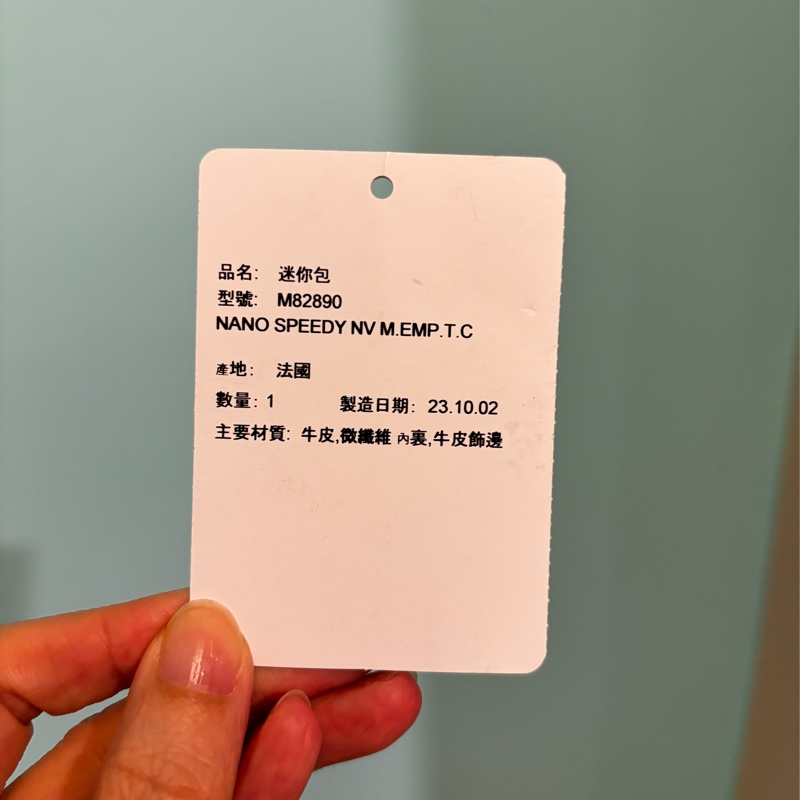 品名: 迷你包
型號: M82890
NANO SPEEDY NV M.EMP.T.C
產地: 法國
數量: 1 製造日期: 23.10.02
主要材質: 牛皮,微纖維 內裏,牛皮飾邊